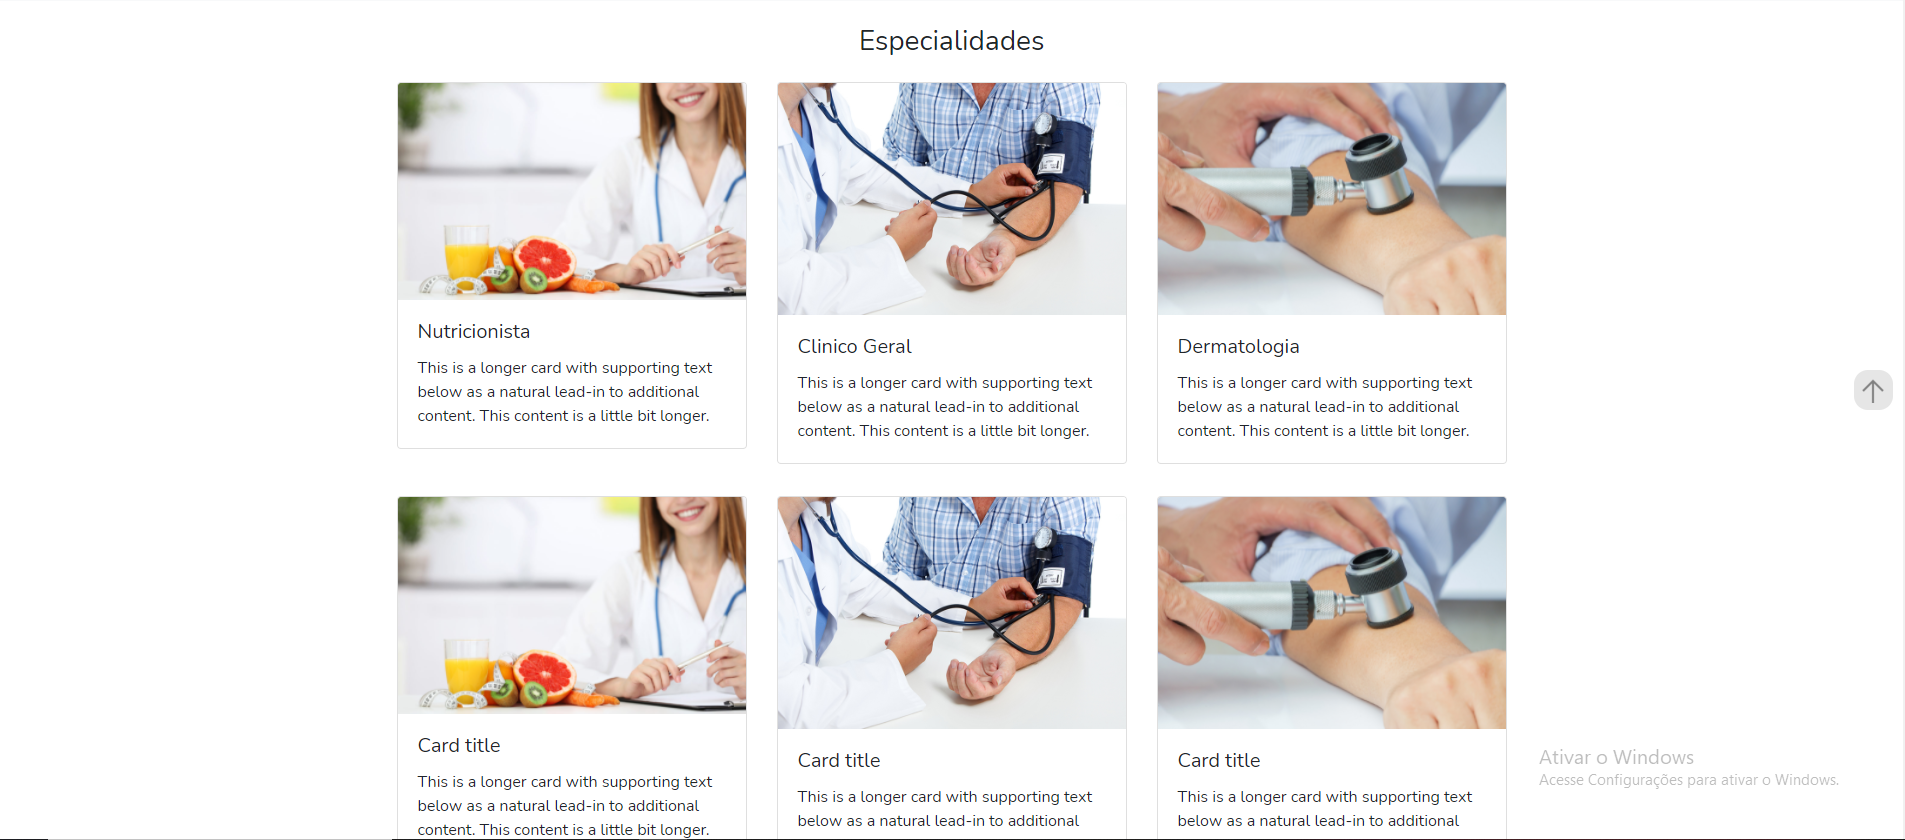 Especialidades
Nutricionista
This is a longer card with supporting text
below as a natural lead-in to additional
content. This content is a little bit longer.
Clinico Geral
This is a longer card with supporting text
below as a natural lead-in to additional
content. This content is a little bit longer.
Dermatologia
This is a longer card with supporting text
below as a natural lead-in to additional
content. This content is a little bit longer.
Card title
This is a longer card with supporting text
below as a natural lead-in to additional
content. This content is a little bit longer.
Card title
This is a longer card with supporting text
below as a natural lead-in to additional
Card title
This is a longer card with supporting text
below as a natural lead-in to additional
Ativar o Windows
Acesse Configurações para ativar o Windows.